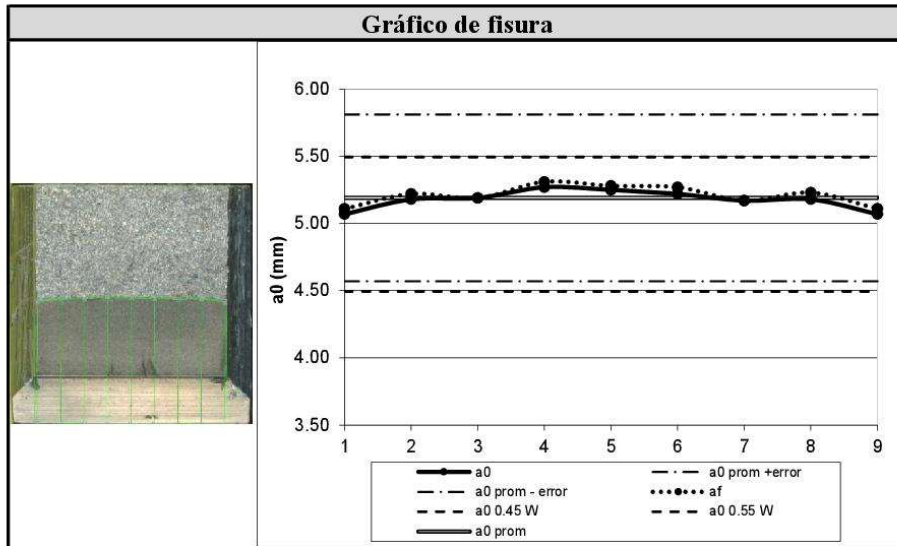 Gráfico de fisura
a0 (mm)
6.00
5.50
5.00
4.50
4.00
3.50
1 2 3 4 5 6 7 8 9
a0
a0 prom +error
a0 prom - error
af
a0 0.45 W
a0 0.55 W
a0 prom